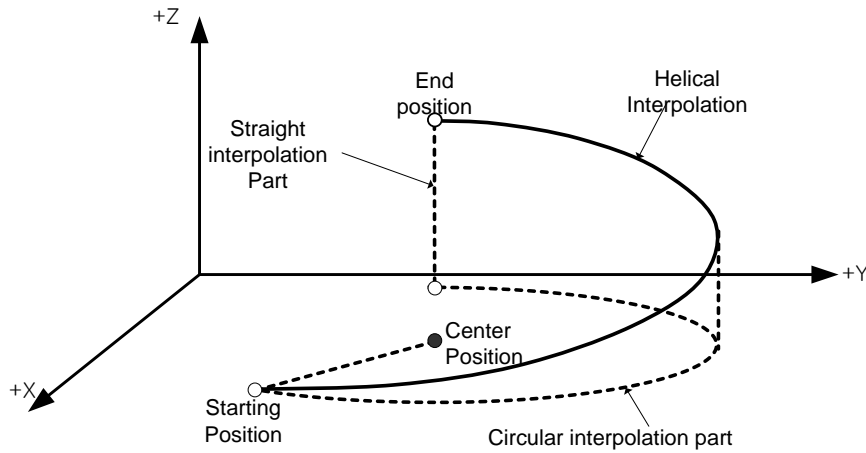 +Z
End
position
Helical
Interpolation
Straight
interpolation
Part
+Y
Center
Position
+X
Starting
Position
Circular interpolation part